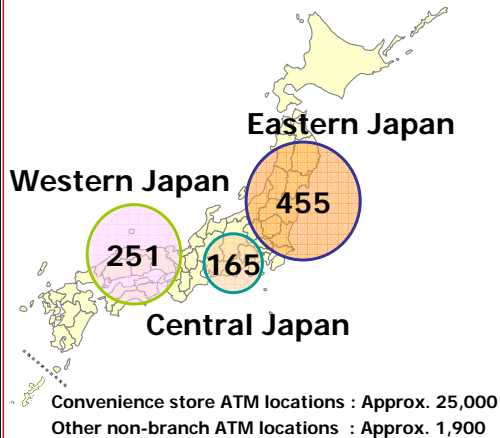 Eastern Japan
Western Japan
455
251
165
Central Japan
Convenience store ATM locations : Approx. 25,000
Other non-branch ATM locations : Approx. 1,900